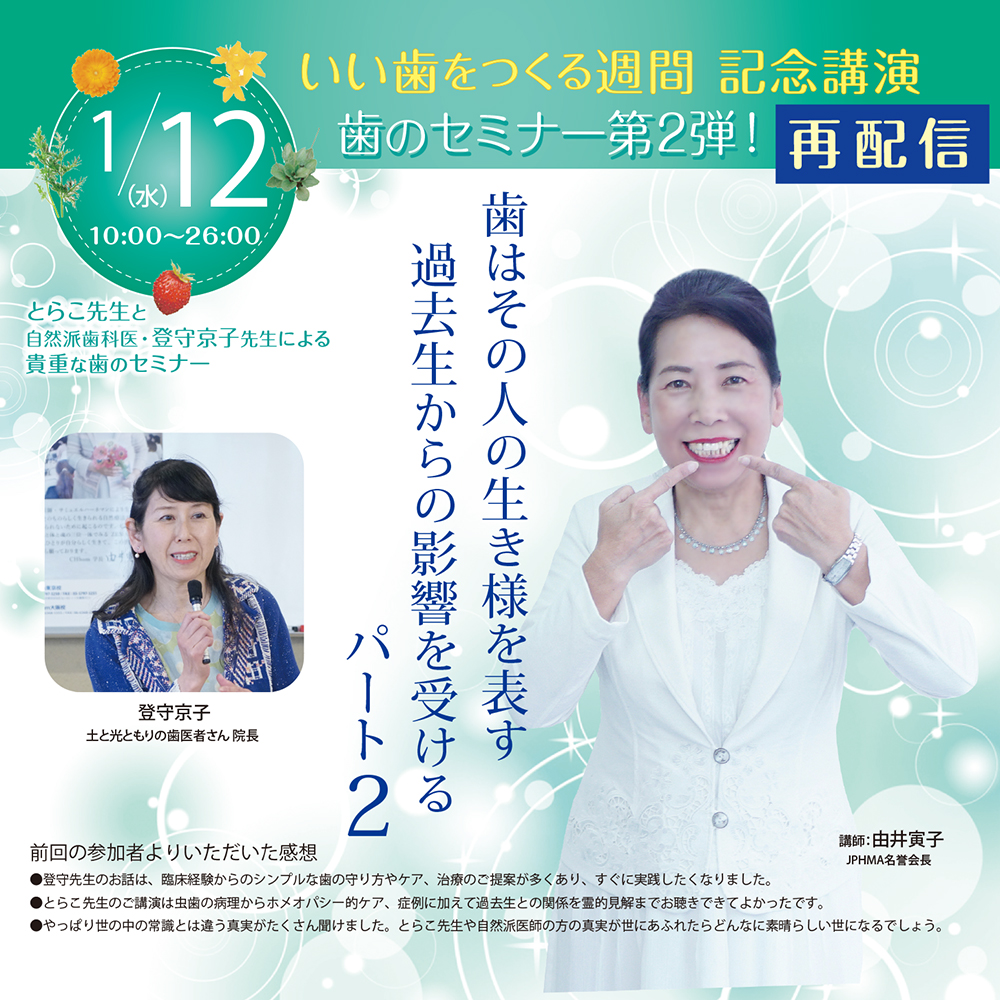 いい歯をつくる週間 記念講演
歯のセミナー第2弾！
再配信
1/12
(水)
10:00〜26:00
とらこ先生と
自然派歯科医・登守京子先生による
貴重な歯のセミナー
歯はその人の生き様を表す
過去生からの影響を受ける
パート2
登守京子
土と光ともりの歯医者さん 院長
講師：由井寅子
JPHMA名誉会長
前回の参加者よりいただいた感想
●登守先生のお話は、臨床経験からのシンプルな歯の守り方やケア、治療のご提案が多くあり、すぐに実践したくなりました。
●とらこ先生のご講演は虫歯の病理からホメオパシー的ケア、症例に加えて過去生との関係を霊的見解までお聴きできてよかったです。
●やっぱり世の中の常識とは違う真実がたくさん聞けました。とらこ先生や自然派医師の方の真実が世にあふれたらどんなに素晴らしい世になるでしょう。